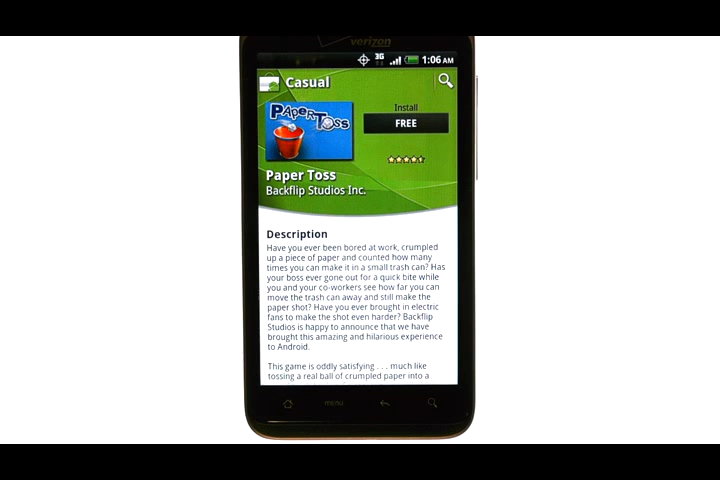 verizon
3G 1:06 AM
Casual
PAPER TOSS
Install
FREE
Paper Toss
Backflip Studios Inc.
Description
Have you ever been bored at work, crumpled
up a piece of paper and counted how many
times you can make it in a small trash can? Has
your boss ever gone out for a quick bite while
you and your co-workers see how far you can
move the trash can away and still make the
paper shot? Have you ever brought in electric
fans to make the shot even harder? Backflip
Studios is happy to announce that we have
brought this amazing and hilarious experience
to Android.
This game is oddly satisfying . . . much like
tossing a real ball of crumpled paper into a
menu